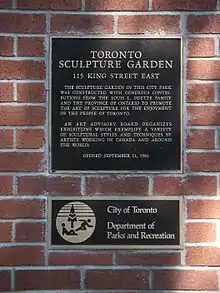 TORONTO
SCULPTURE GARDEN
115 KING STREET EAST
THE SCULPTURE GARDEN IN THIS CITY PARK
WAS CONSTRUCTED WITH GENEROUS CONTRI-
BUTIONS FROM THE LOUIS L. ODETTE FAMILY
AND THE PROVINCE OF ONTARIO TO PROMOTE
THE ART OF SCULPTURE FOR THE ENJOYMENT
OF THE PEOPLE OF TORONTO.
AN ART ADVISORY BOARD ORGANIZES
EXHIBITIONS WHICH EXEMPLIFY A VARIETY
OF SCULPTURAL STYLES AND TECHNIQUES BY
ARTISTS WORKING IN CANADA AND AROUND
THE WORLD.
OPENED SEPTEMBER
City of Toronto
Department of
Parks and Recreation